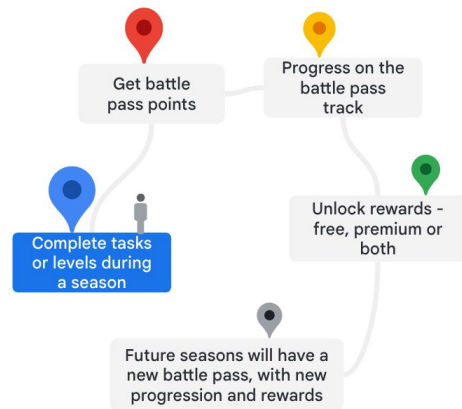 Get battle
pass points
Progress on the
battle pass
track
Complete tasks
or levels during
a season
Unlock rewards -
free, premium or
both
Future seasons will have a
new battle pass, with new
progression and rewards